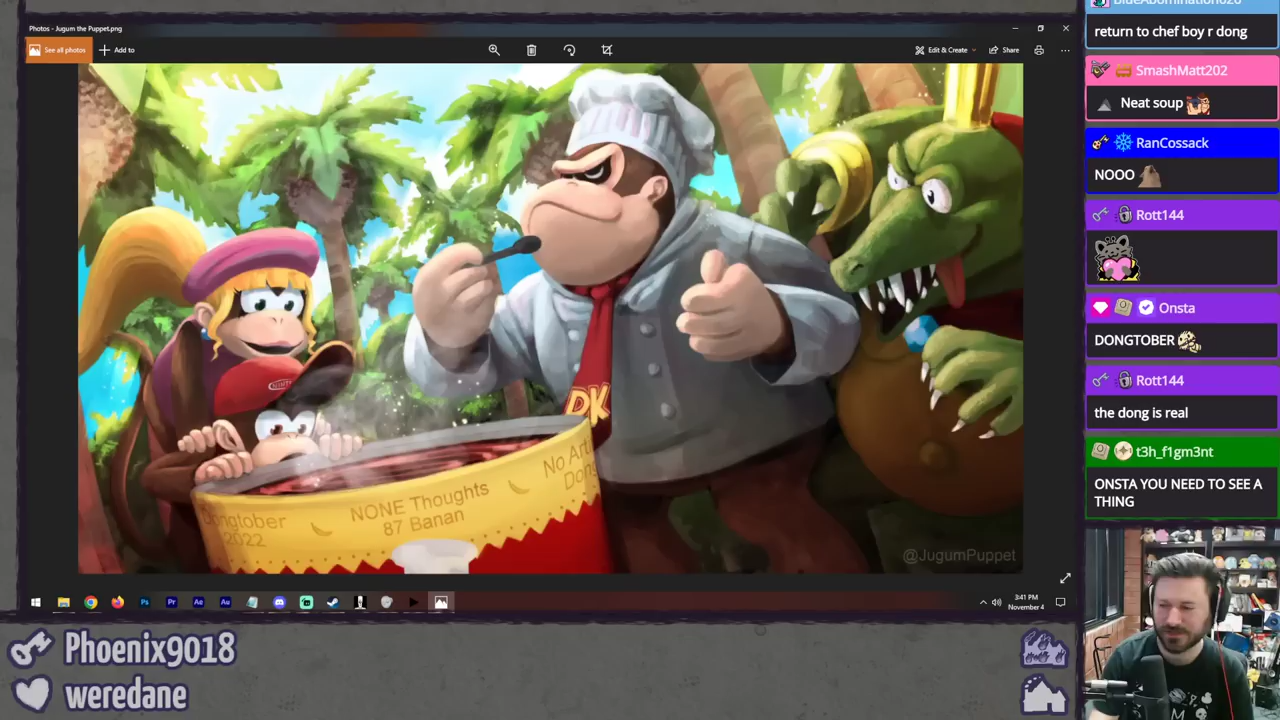 Photos - Jugum the Puppet.png
See all photos
Add to
Edit & Create
Share
DK
Dongtober
2022
NONE Thoughts
87 Banan
No Art
Dong
@JugumPuppet
3:41 PM
November 4
BlueAbomination026
return to chef boy r dong
SmashMatt202
Neat soup
RanCossack
NOOO
Rott144
Onsta
DONGTOBER
Rott144
the dong is real
t3h_f1gm3nt
ONSTA YOU NEED TO SEE A
THING
Phoenix9018
weredane